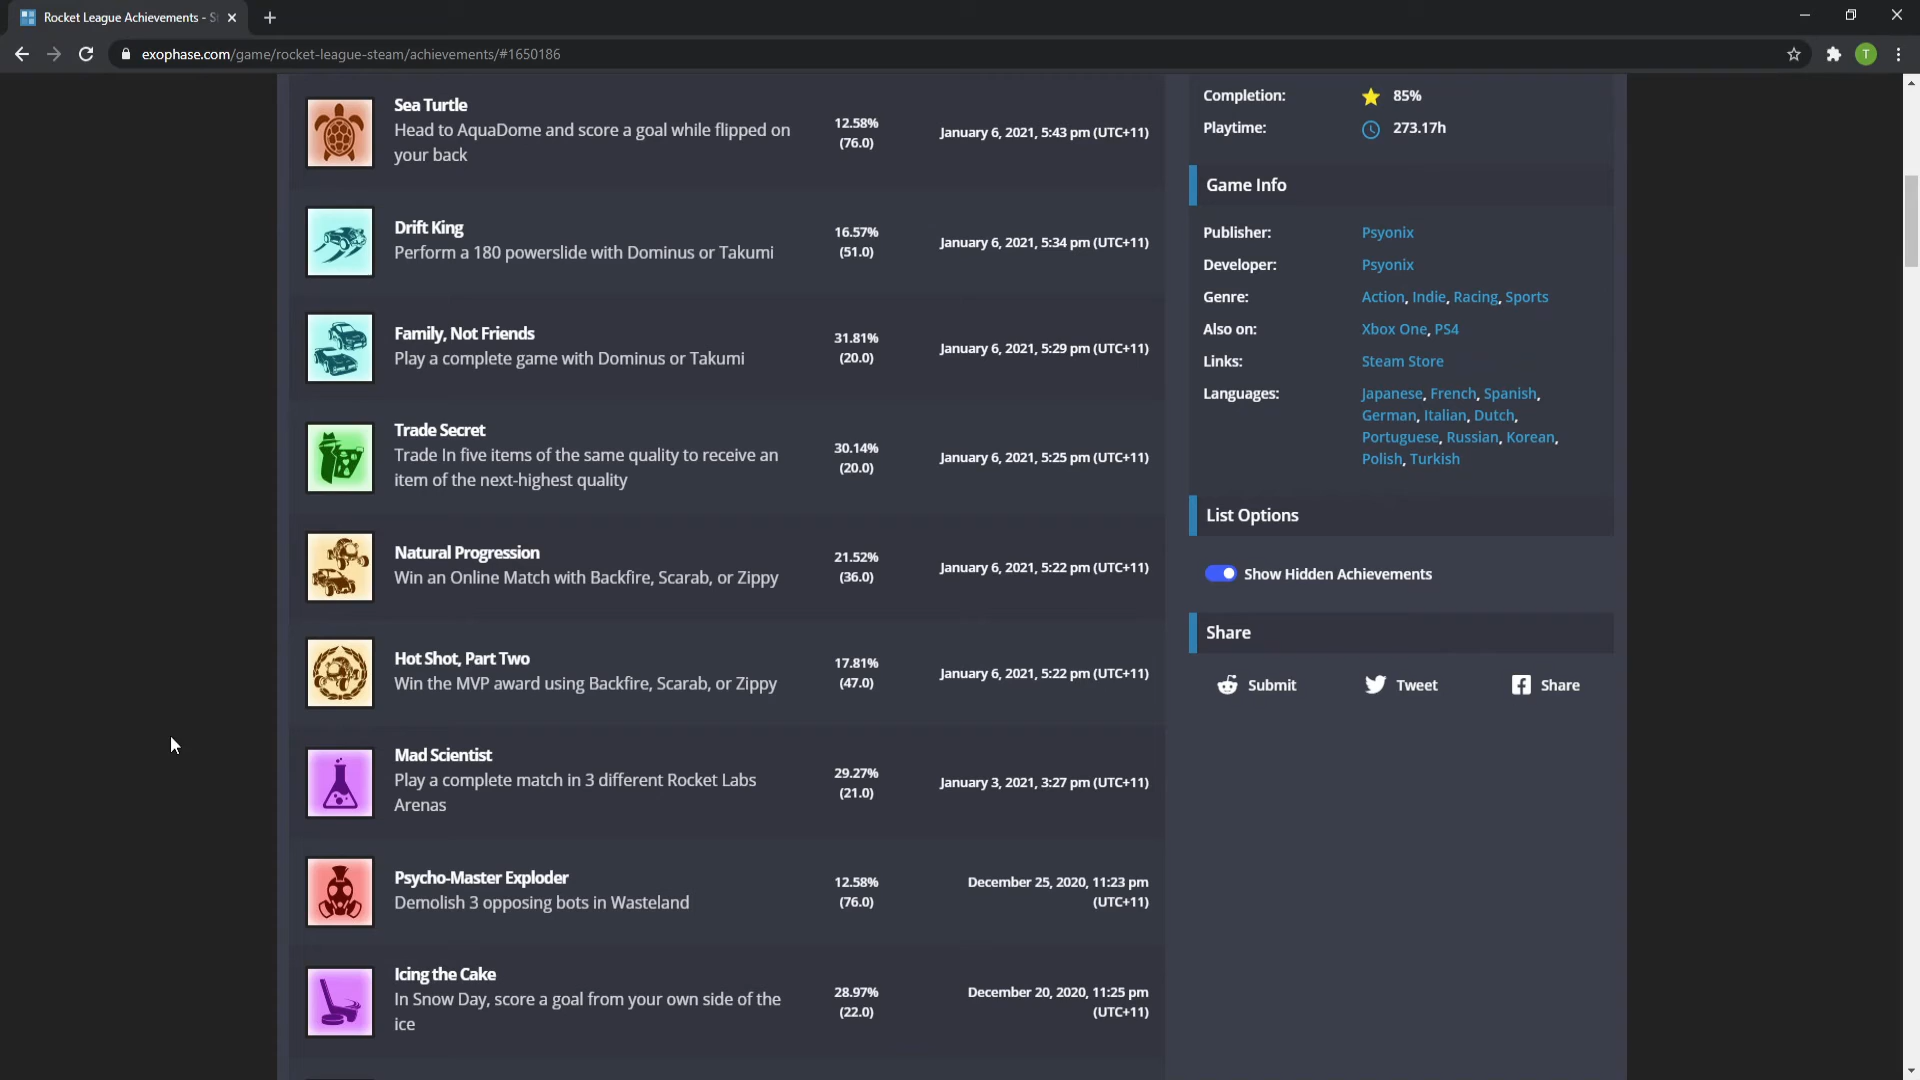 Rocket League Achievements - S
exophase.com/game/rocket-league-steam/achievements/#1650186
T
Sea Turtle
Head to AquaDome and score a goal while flipped on
your back
12.58%
(76.0)
January 6, 2021, 5:43 pm (UTC+11)
Drift King
Perform a 180 powerslide with Dominus or Takumi
16.57%
(51.0)
January 6, 2021, 5:34 pm (UTC+11)
Family, Not Friends
Play a complete game with Dominus or Takumi
31.81%
(20.0)
January 6, 2021, 5:29 pm (UTC+11)
Trade Secret
Trade In five items of the same quality to receive an
item of the next-highest quality
30.14%
(20.0)
January 6, 2021, 5:25 pm (UTC+11)
Natural Progression
Win an Online Match with Backfire, Scarab, or Zippy
21.52%
(36.0)
January 6, 2021, 5:22 pm (UTC+11)
Hot Shot, Part Two
Win the MVP award using Backfire, Scarab, or Zippy
17.81%
(47.0)
January 6, 2021, 5:22 pm (UTC+11)
Mad Scientist
Play a complete match in 3 different Rocket Labs
Arenas
29.27%
(21.0)
January 3, 2021, 3:27 pm (UTC+11)
Psycho-Master Exploder
Demolish 3 opposing bots in Wasteland
12.58%
(76.0)
December 25, 2020, 11:23 pm
(UTC+11)
Icing the Cake
In Snow Day, score a goal from your own side of the
ice
28.97%
(22.0)
December 20, 2020, 11:25 pm
(UTC+11)
Completion: 85%
Playtime: 273.17h
Game Info
Publisher: Psyonix
Developer: Psyonix
Genre: Action, Indie, Racing, Sports
Also on: Xbox One, PS4
Links: Steam Store
Languages: Japanese, French, Spanish,
German, Italian, Dutch,
Portuguese, Russian, Korean,
Polish, Turkish
List Options
Show Hidden Achievements
Share
Submit Tweet Share